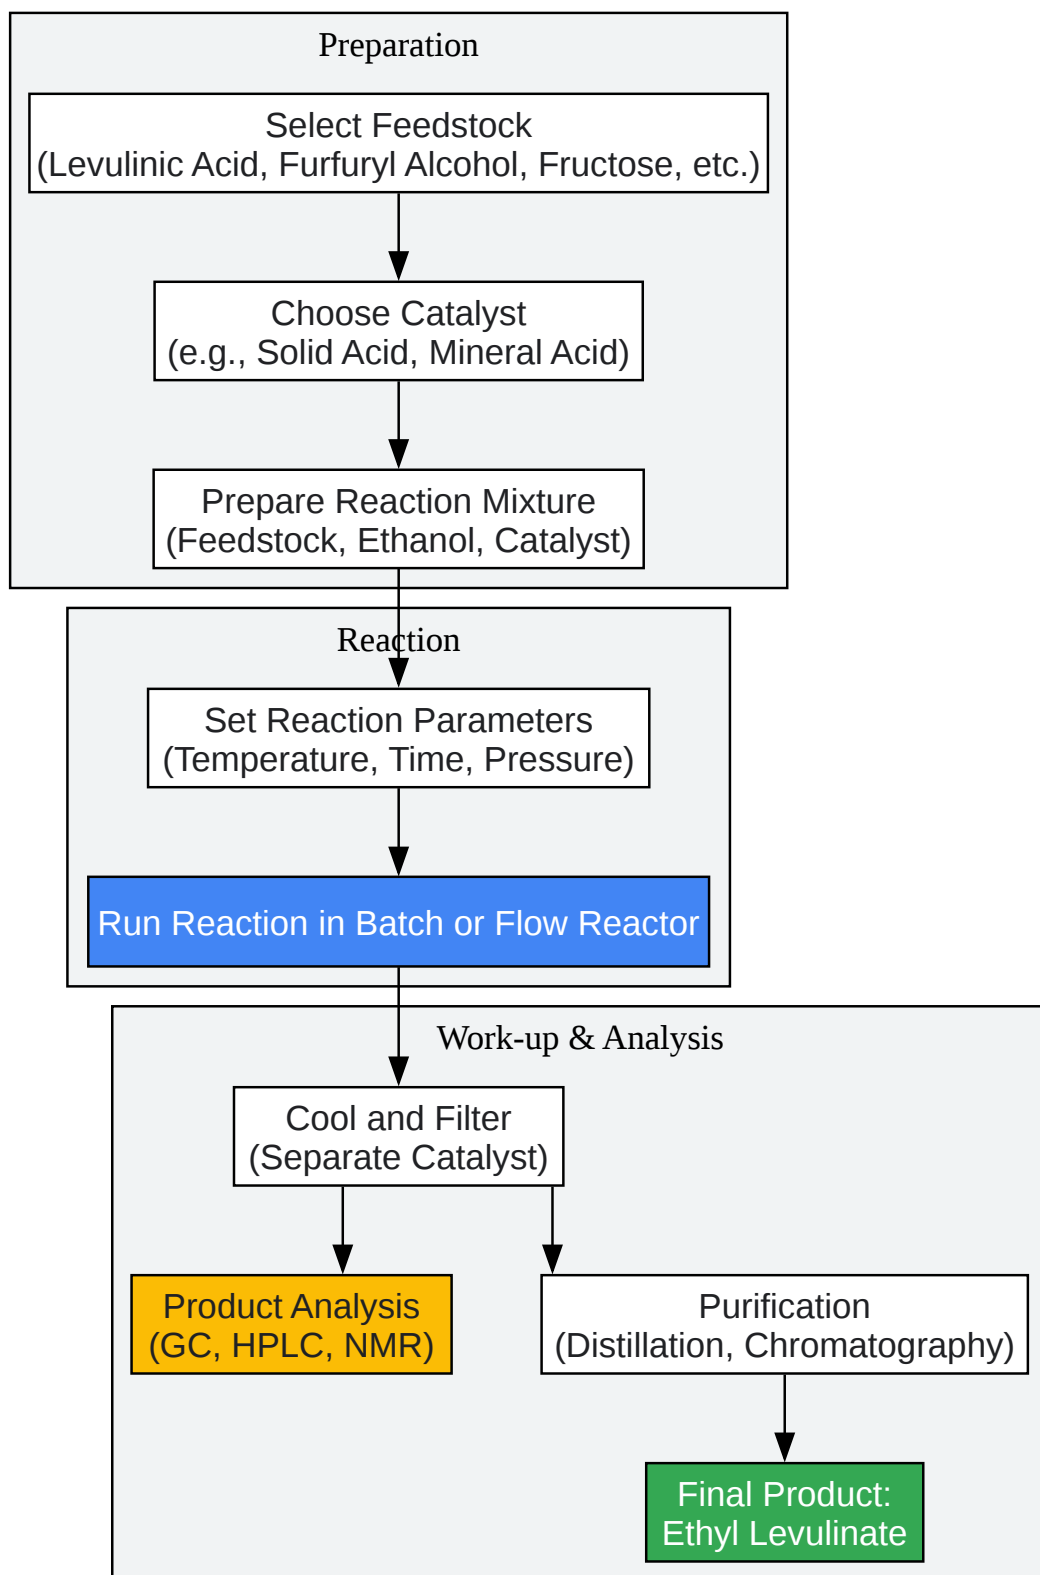 Preparation
Select Feedstock
(Levulinic Acid, Furfuryl Alcohol, Fructose, etc.)
Choose Catalyst
(e.g., Solid Acid, Mineral Acid)
Prepare Reaction Mixture
(Feedstock, Ethanol, Catalyst)
Reaction
Set Reaction Parameters
(Temperature, Time, Pressure)
Run Reaction in Batch or Flow Reactor
Work-up & Analysis
Cool and Filter
(Separate Catalyst)
Product Analysis
(GC, HPLC, NMR)
Purification
(Distillation, Chromatography)
Final Product:
Ethyl Levulinate